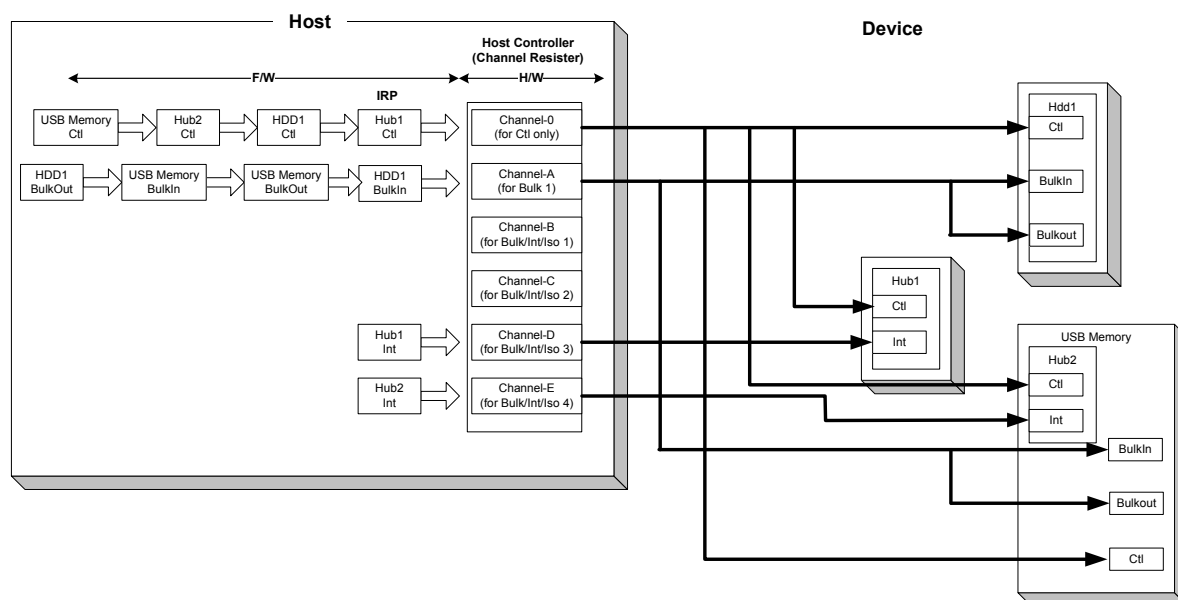 Host
Device
Host Controller
(Channel Resister)
F/W
H/W
IRP
USB Memory
Ctl
Hub2
Ctl
HDD1
Ctl
Hub1
Ctl
Channel-0
(for Ctl only)
HDD1
BulkOut
USB Memory
BulkIn
USB Memory
BulkOut
HDD1
BulkIn
Channel-A
(for Bulk 1)
Channel-B
(for Bulk/Int/Iso 1)
Channel-C
(for Bulk/Int/Iso 2)
Hub1
Int
Channel-D
(for Bulk/Int/Iso 3)
Hub2
Int
Channel-E
(for Bulk/Int/Iso 4)
Hdd1
Ctl
BulkIn
Bulkout
Hub1
Ctl
Int
USB Memory
Hub2
Ctl
Int
BulkIn
Bulkout
Ctl